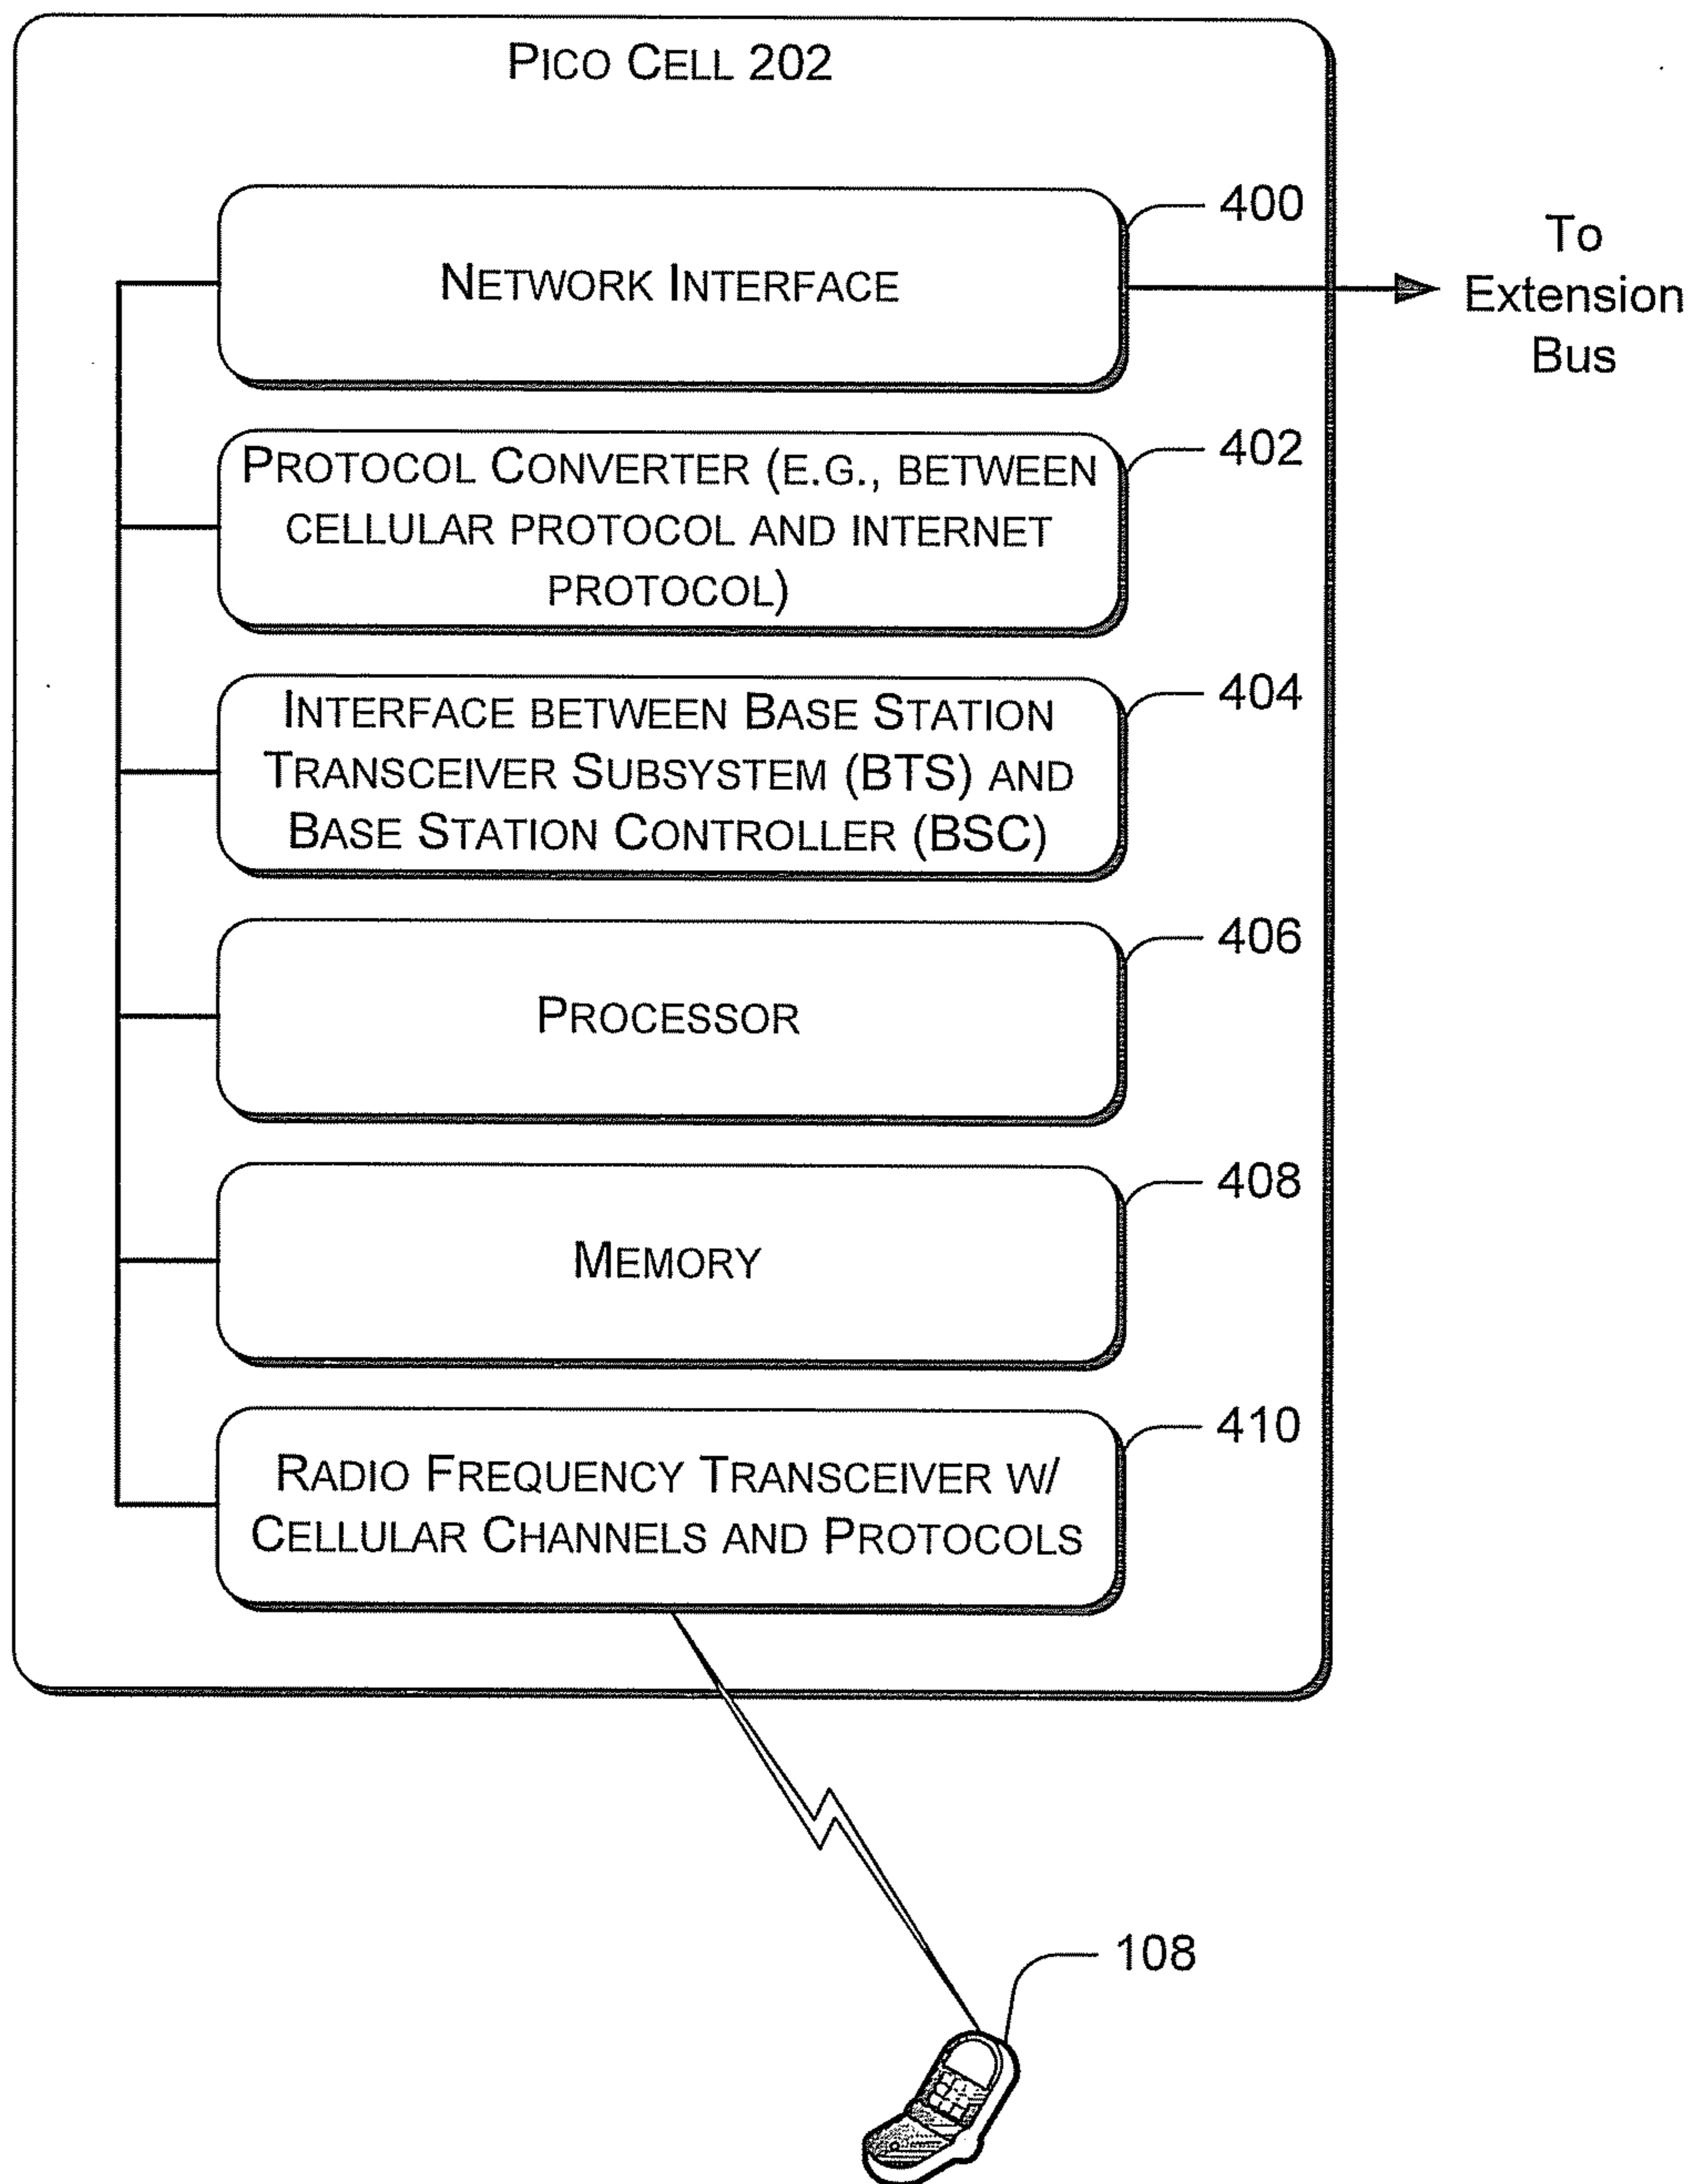 PICO CELL 202
400
NETWORK INTERFACE
To
Extension
Bus
402
PROTOCOL CONVERTER (E.G., BETWEEN
CELLULAR PROTOCOL AND INTERNET
PROTOCOL)
404
INTERFACE BETWEEN BASE STATION
TRANSCEIVER SUBSYSTEM (BTS) AND
BASE STATION CONTROLLER (BSC)
406
PROCESSOR
408
MEMORY
410
RADIO FREQUENCY TRANSCEIVER W/
CELLULAR CHANNELS AND PROTOCOLS
108